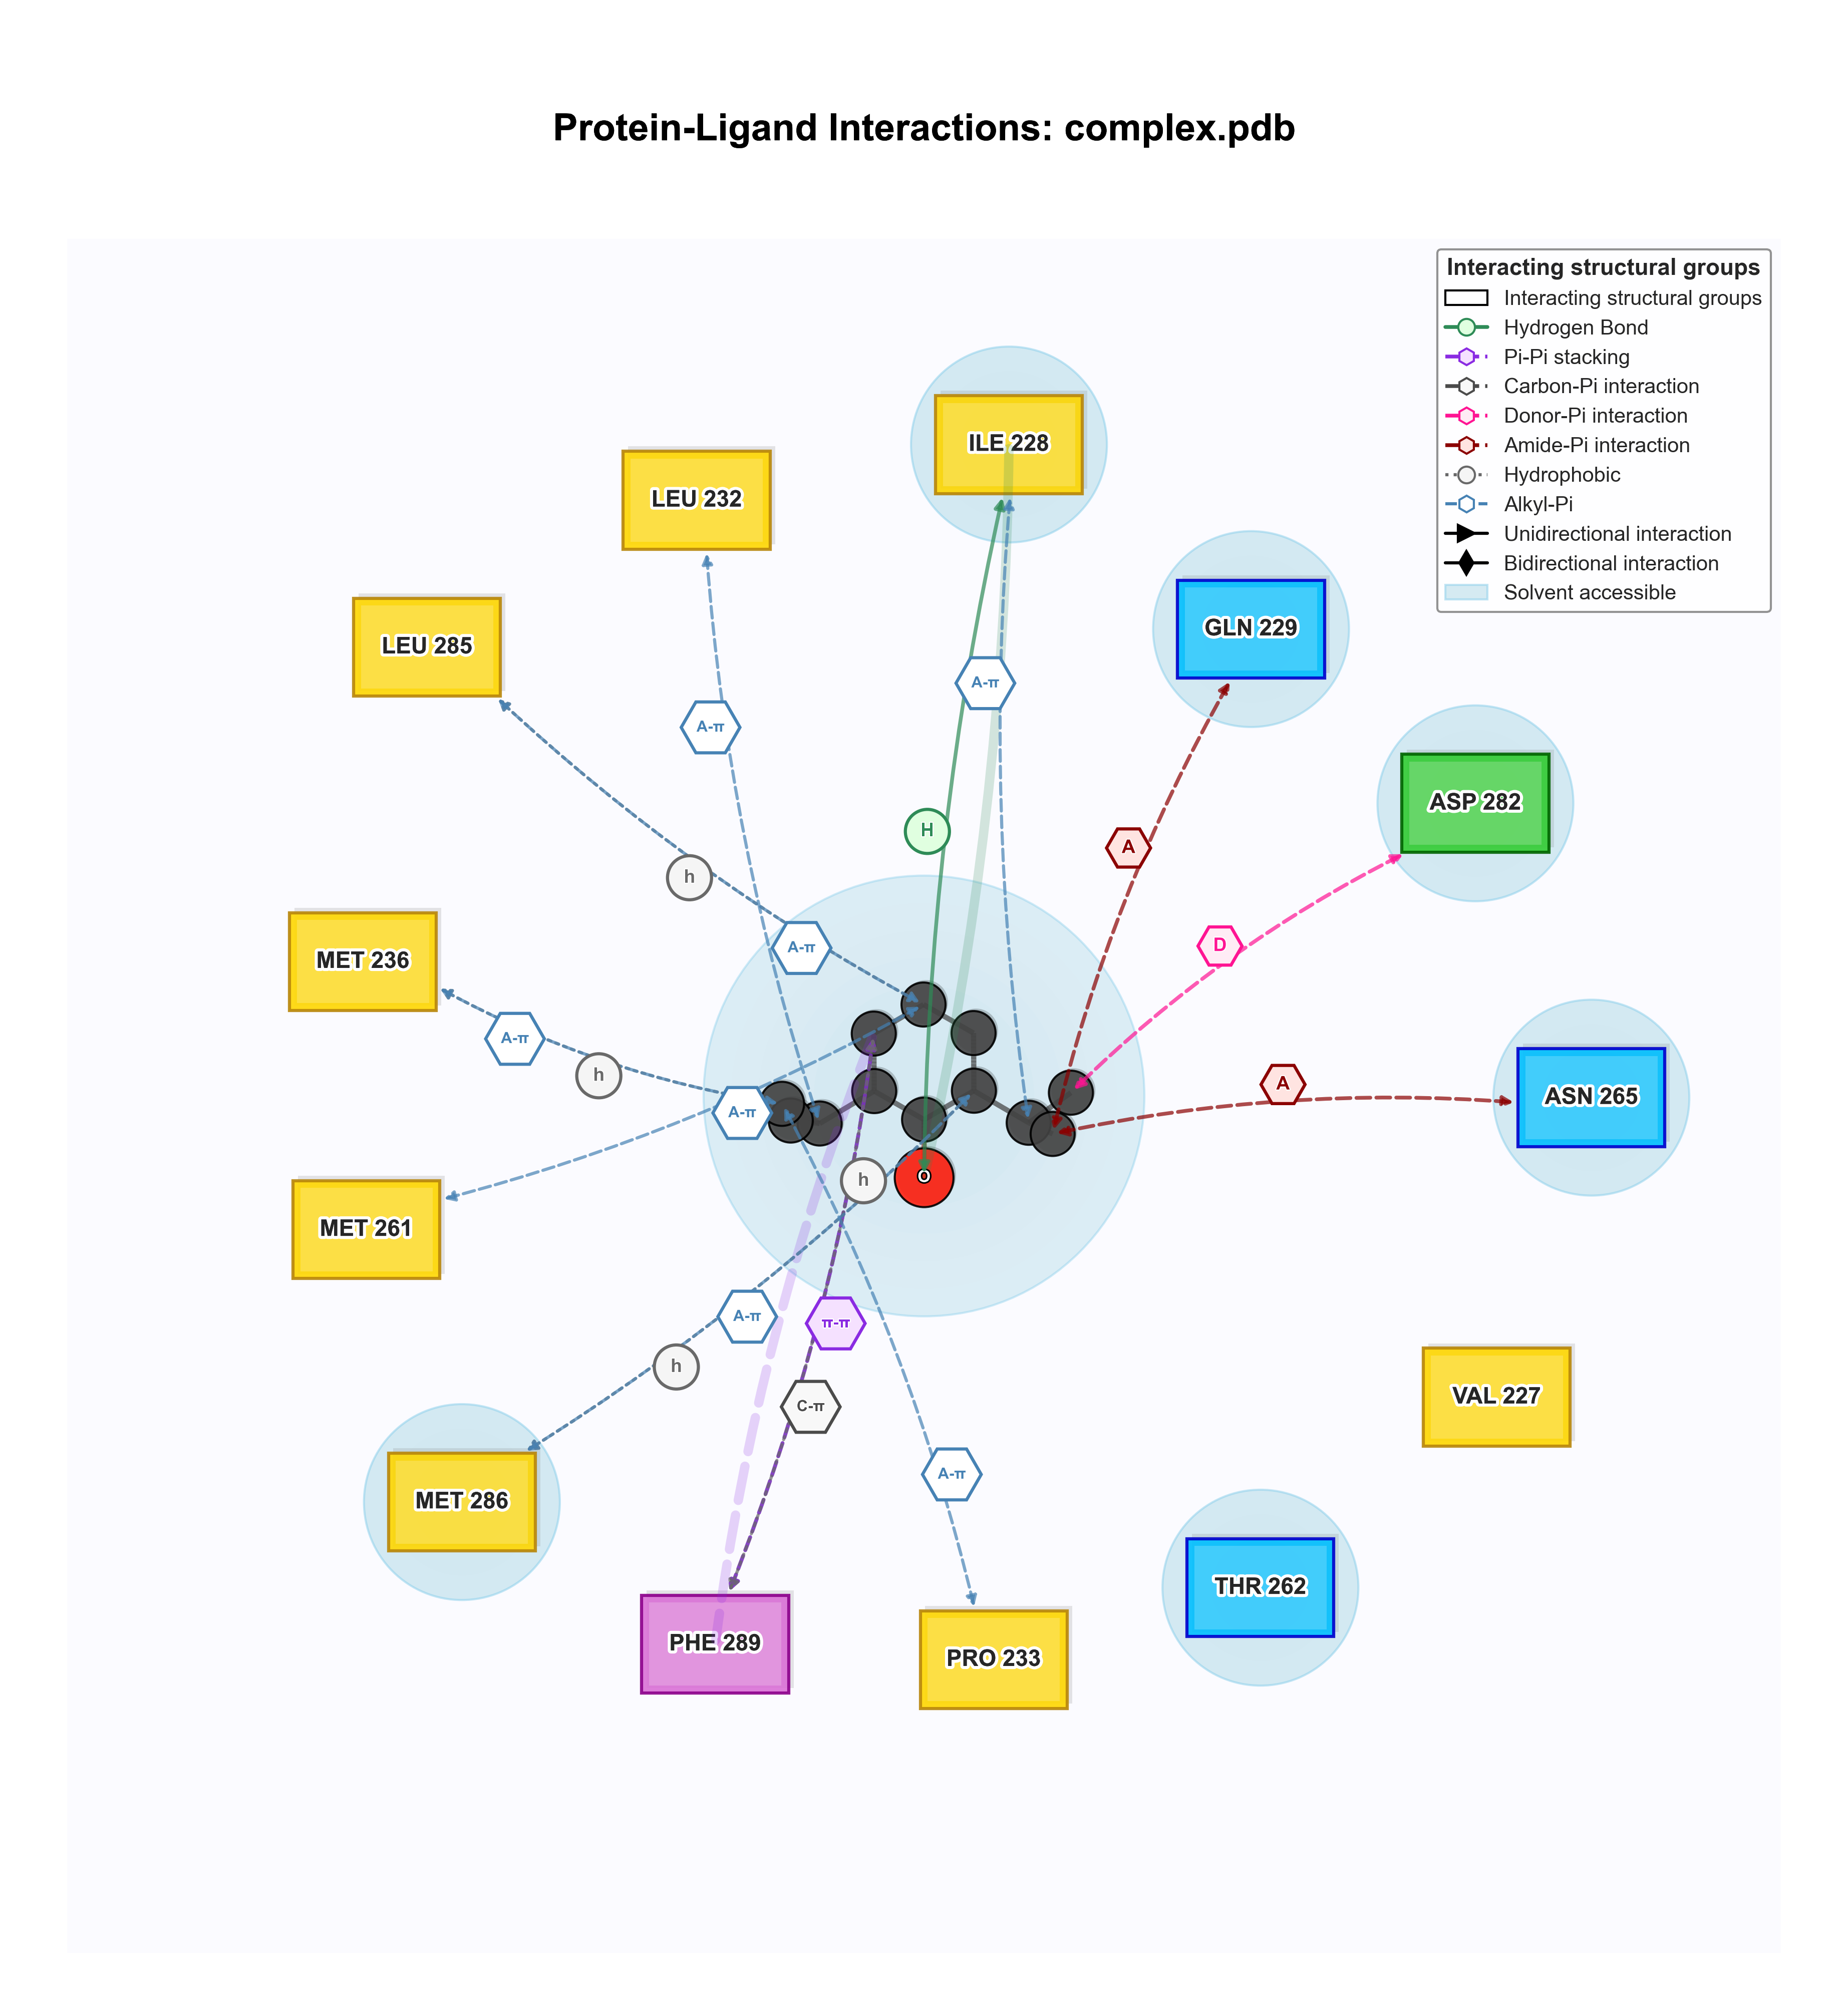 Protein-Ligand Interactions: complex.pdb
Interacting structural groups
Interacting structural groups
Hydrogen Bond
Pi-Pi stacking
Carbon-Pi interaction
Donor-Pi interaction
Amide-Pi interaction
Hydrophobic
Alkyl-Pi
Unidirectional interaction
Bidirectional interaction
Solvent accessible
ILE 228
LEU 232
GLN 229
LEU 285
A-π
A-π
ASP 282
H
A
h
A-π
D
MET 236
A-π
h
A
ASN 265
A-π
h
O
MET 261
A-π
π-π
h
C-π
VAL 227
A-π
MET 286
THR 262
PHE 289
PRO 233